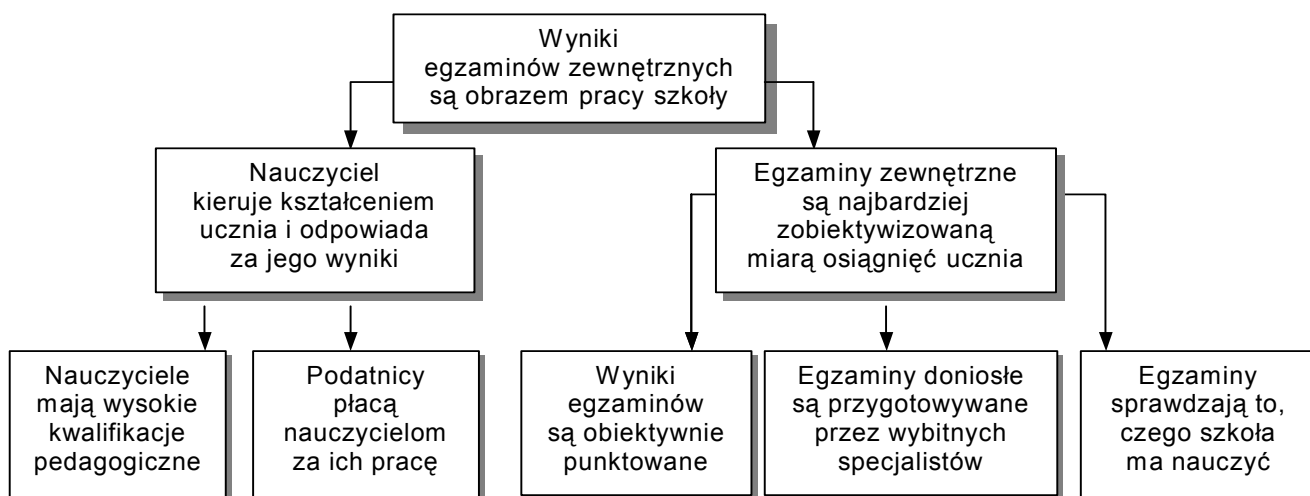 Wyniki
egzaminów zewnętrznych
są obrazem pracy szkoły
Nauczyciel
kieruje kształceniem
ucznia i odpowiada
za jego wyniki
Egzaminy zewnętrzne
są najbardziej
zobiektywizowaną
miarą osiągnięć ucznia
Nauczyciele
mają wysokie
kwalifikacje
pedagogiczne
Podatnicy
płacą
nauczycielom
za ich pracę
Wyniki
egzaminów
są obiektywnie
punktowane
Egzaminy doniosłe
są przygotowywane
przez wybitnych
specjalistów
Egzaminy
sprawdzają to,
czego szkoła
ma nauczyć